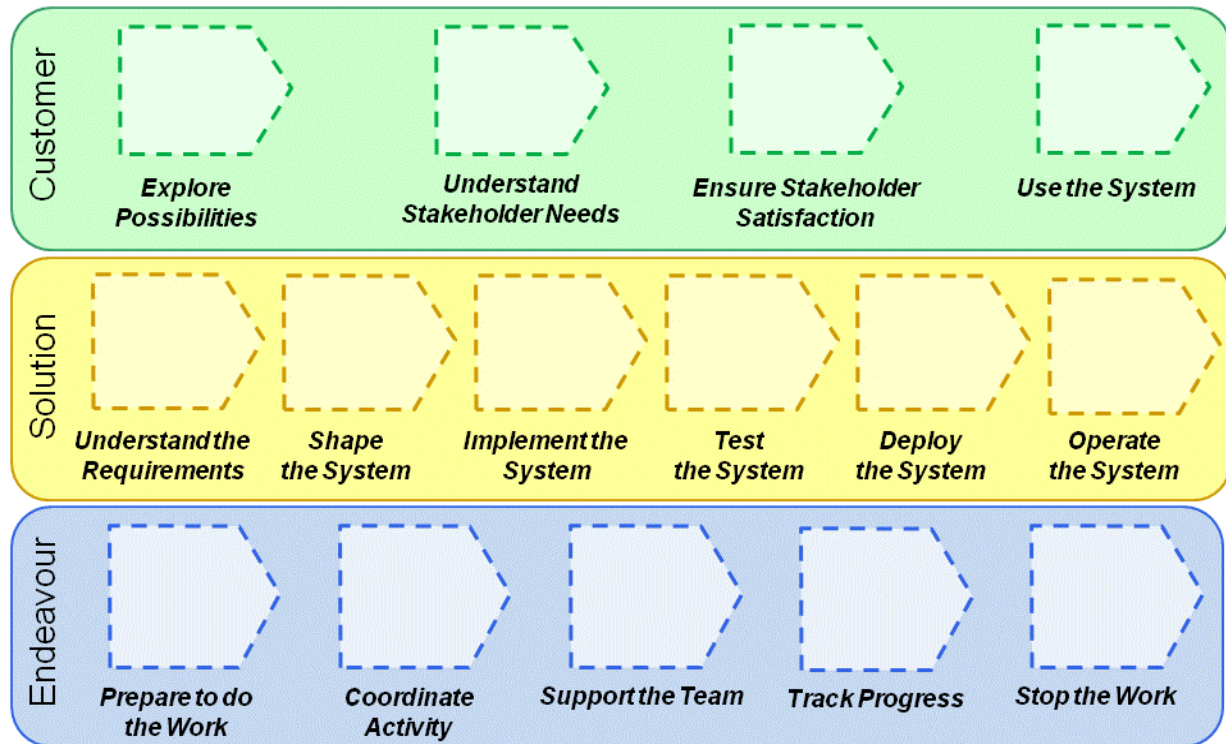 Customer
Explore
Possibilities
Understand
Stakeholder Needs
Ensure Stakeholder
Satisfaction
Use the System
Solution
Understand the
Requirements
Shape
the System
Implement the
System
Test
the System
Deploy
the System
Operate
the System
Endeavour
Prepare to do
the Work
Coordinate
Activity
Support the Team
Track Progress
Stop the Work